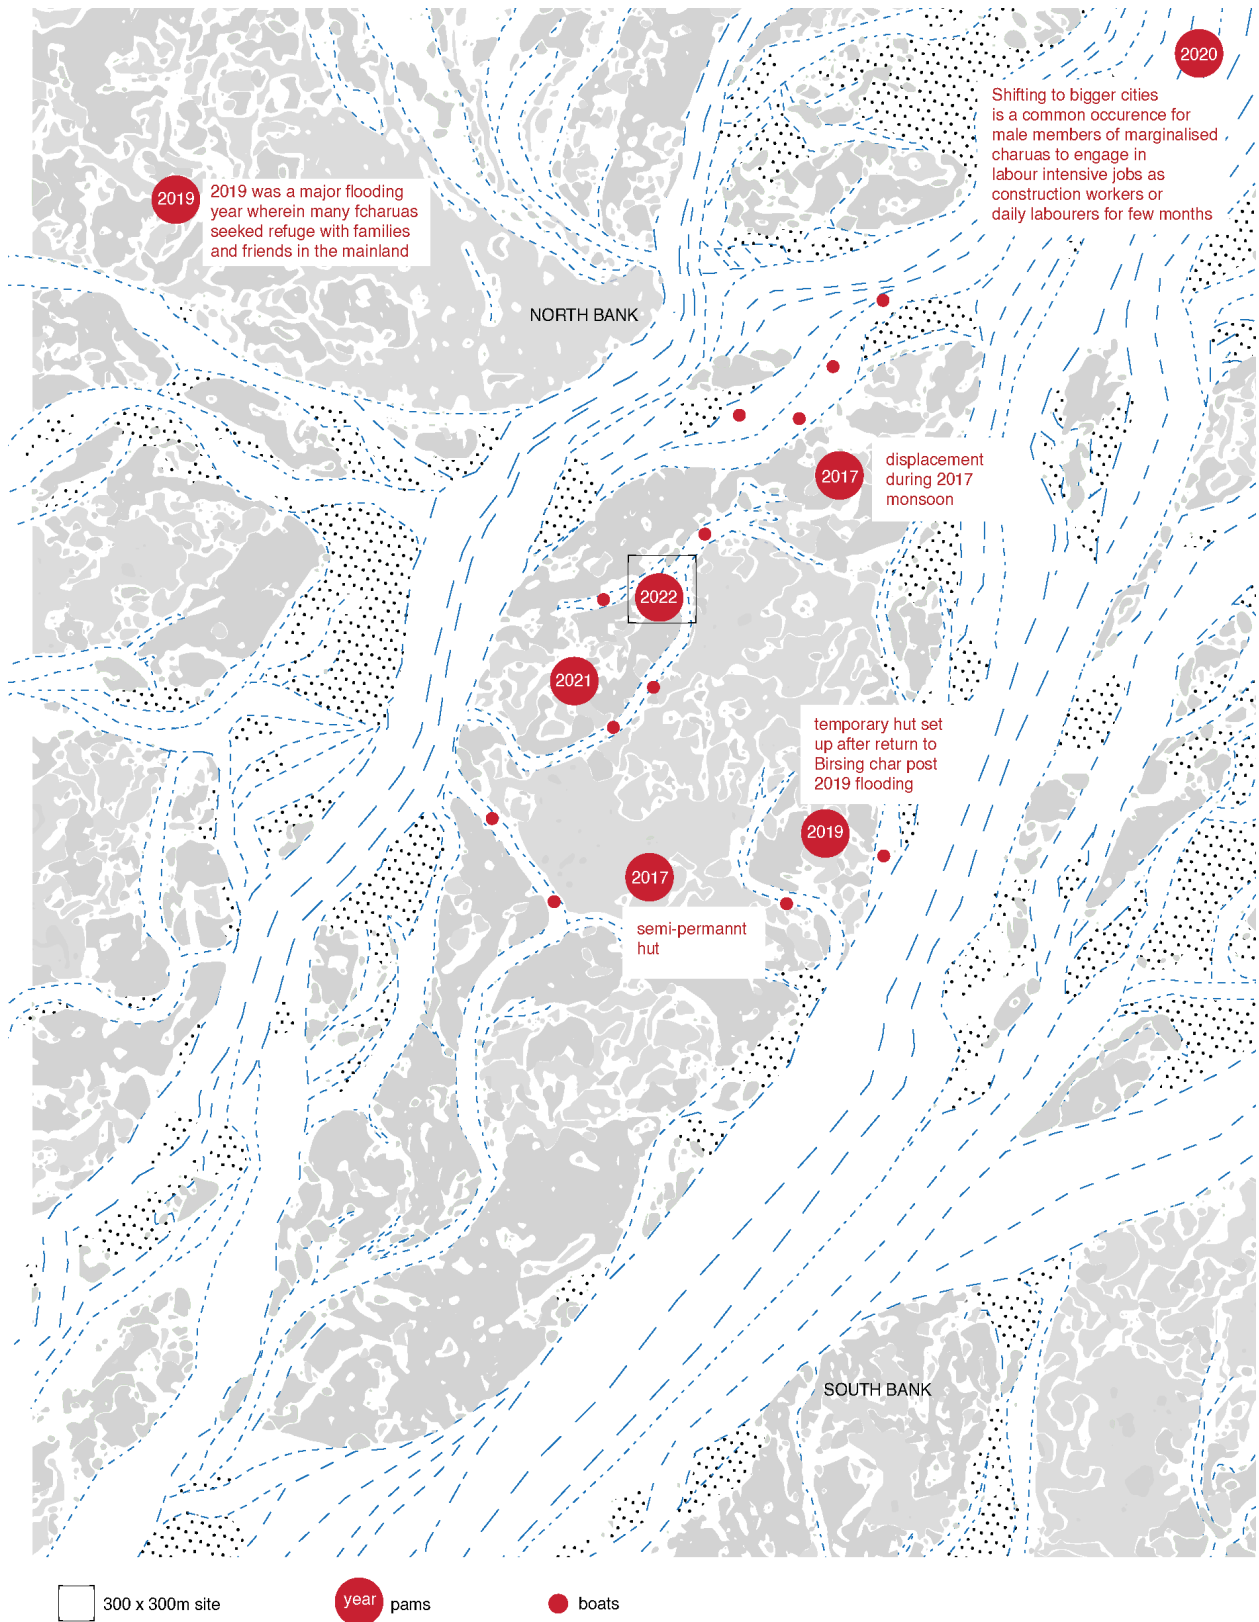 2020
Shifting to bigger cities
is a common occurence for
male members of marginalised
charuas to engage in
labour intensive jobs as
construction workers or
daily labourers for few months
2019
2019 was a major flooding
year wherein many fcharuas
seeked refuge with families
and friends in the mainland
NORTH BANK
2017
displacement
during 2017
monsoon
2022
2021
temporary hut set
up after return to
Birsing char post
2019 flooding
2019
2017
semi-permannt
hut
SOUTH BANK
300 x 300m site
year
pams
boats